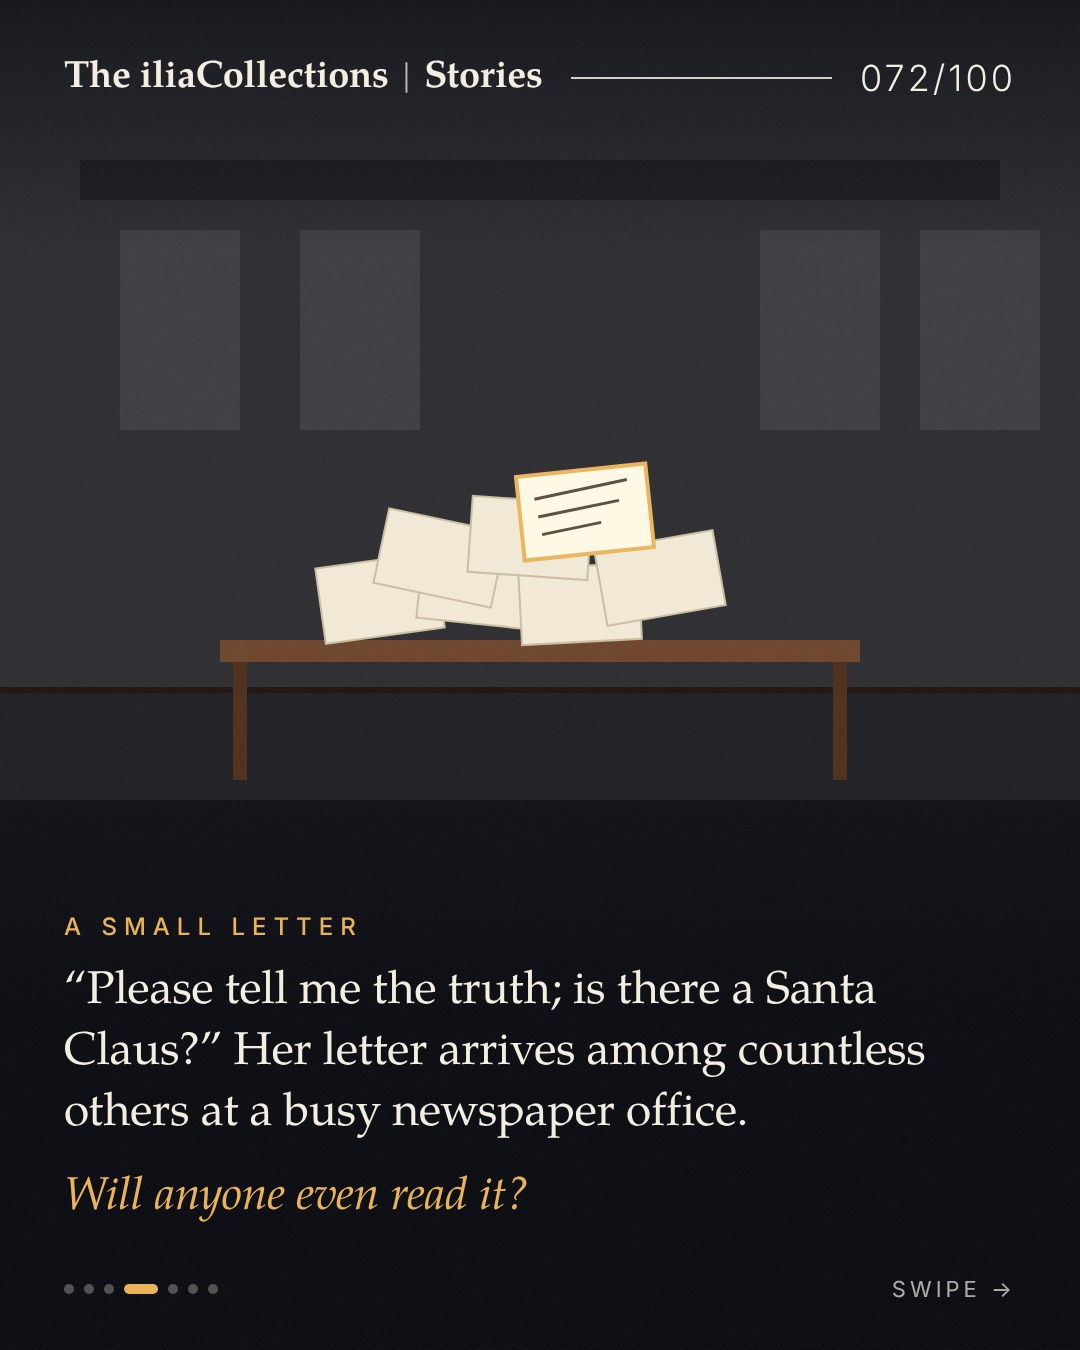 The iliaCollections | Stories 072/100
A SMALL LETTER
“Please tell me the truth; is there a Santa
Claus?” Her letter arrives among countless
others at a busy newspaper office.
Will anyone even read it?
SWIPE →